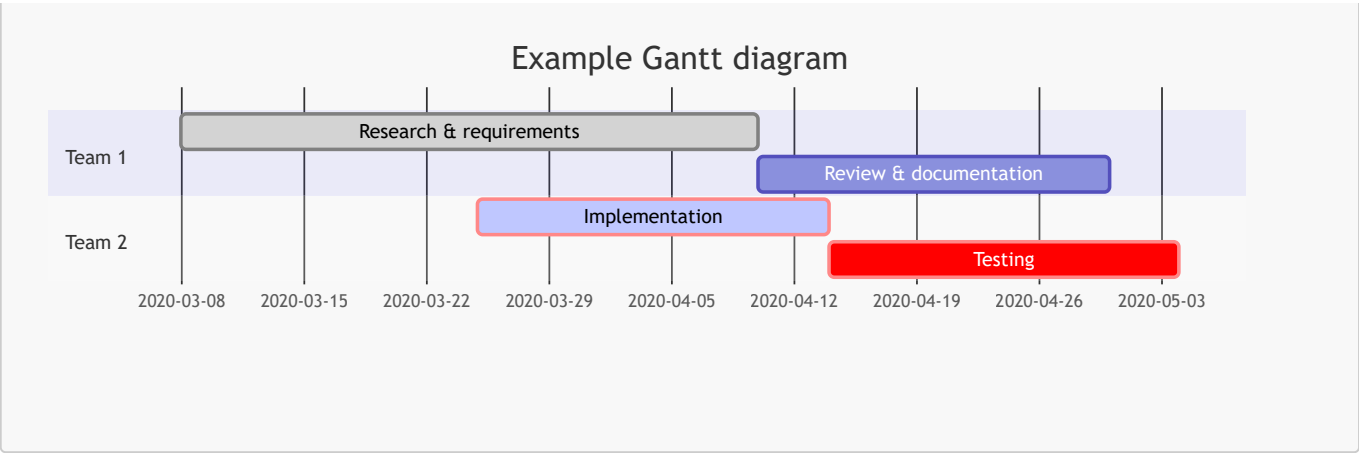 Example Gantt diagram
Team 1
Research & requirements
Review & documentation
Team 2
Implementation
Testing
2020-03-08
2020-03-15
2020-03-22
2020-03-29
2020-04-05
2020-04-12
2020-04-19
2020-04-26
2020-05-03